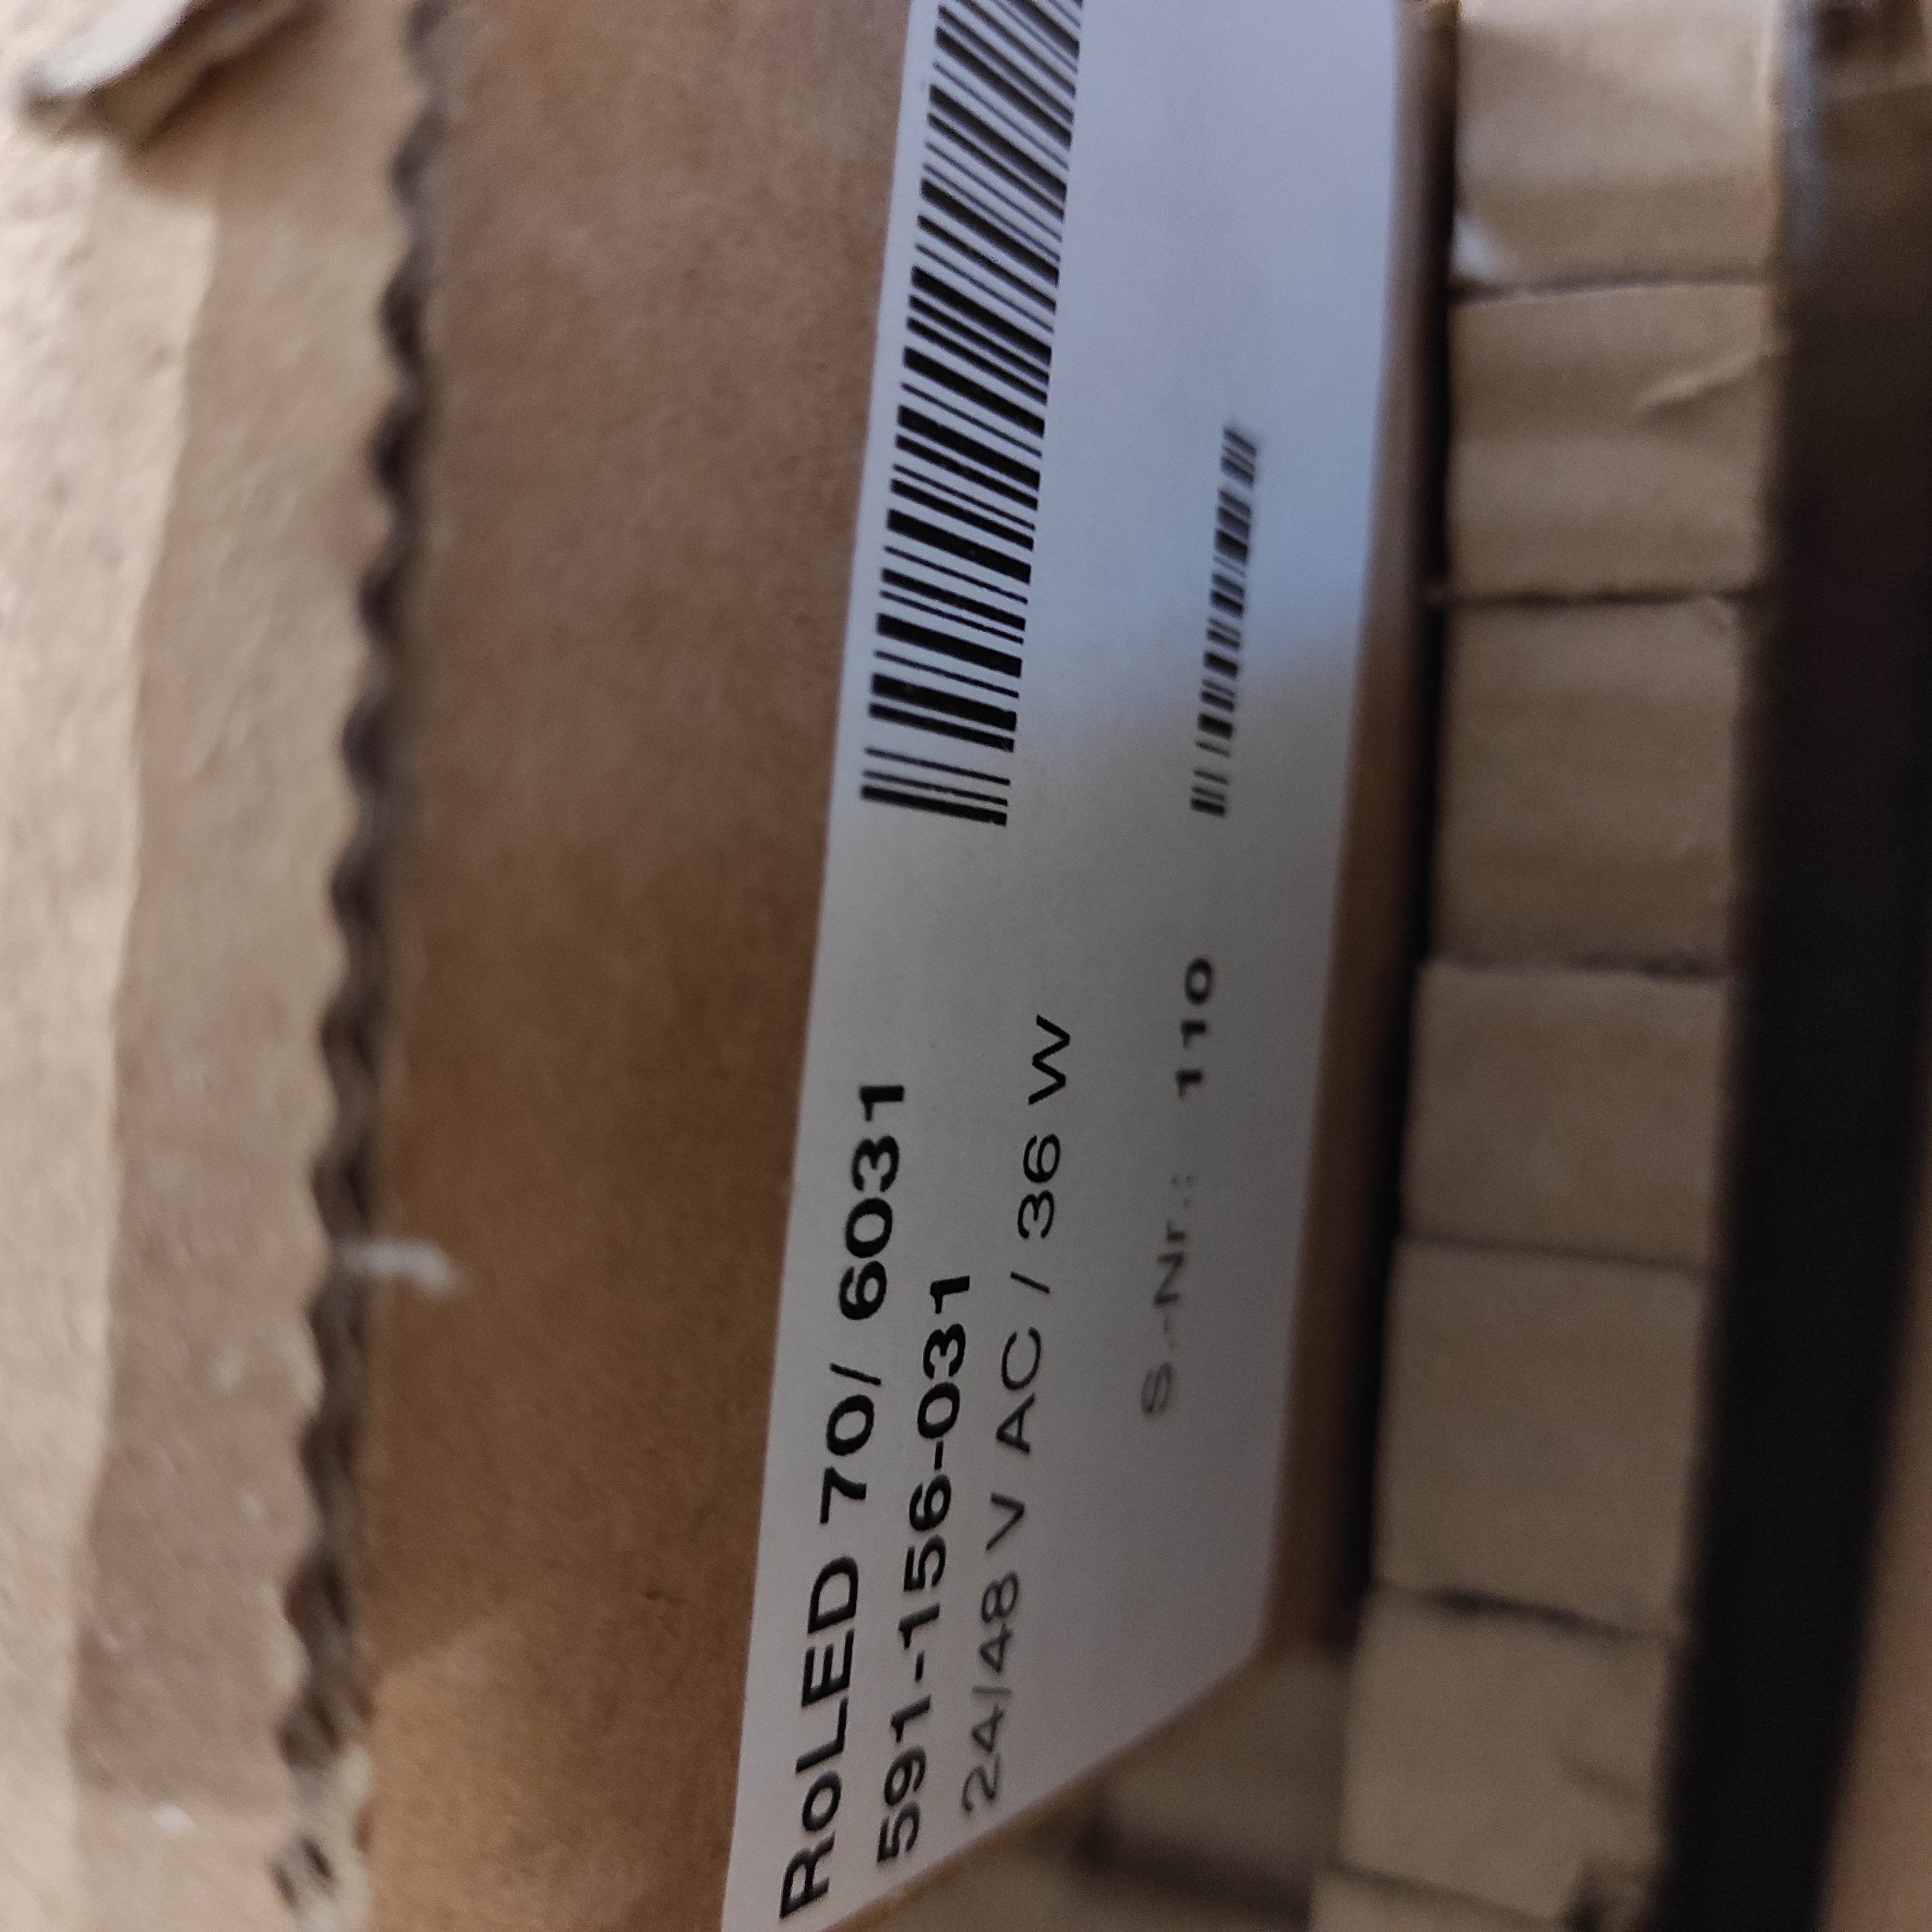 RoLED 70/ 6031
591-156-031
24/48 V AC / 36 W
S.-Nr.: 110